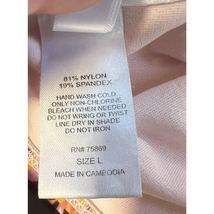 81% NYLON
19% SPANDEX
HAND WASH COLD
ONLY NON-CHLORINE
BLEACH WHEN NEEDED
DO NOT WRING OR TWIST
LINE DRY IN SHADE
DO NOT IRON
RN# 75869
SIZE L
MADE IN CAMBODIA